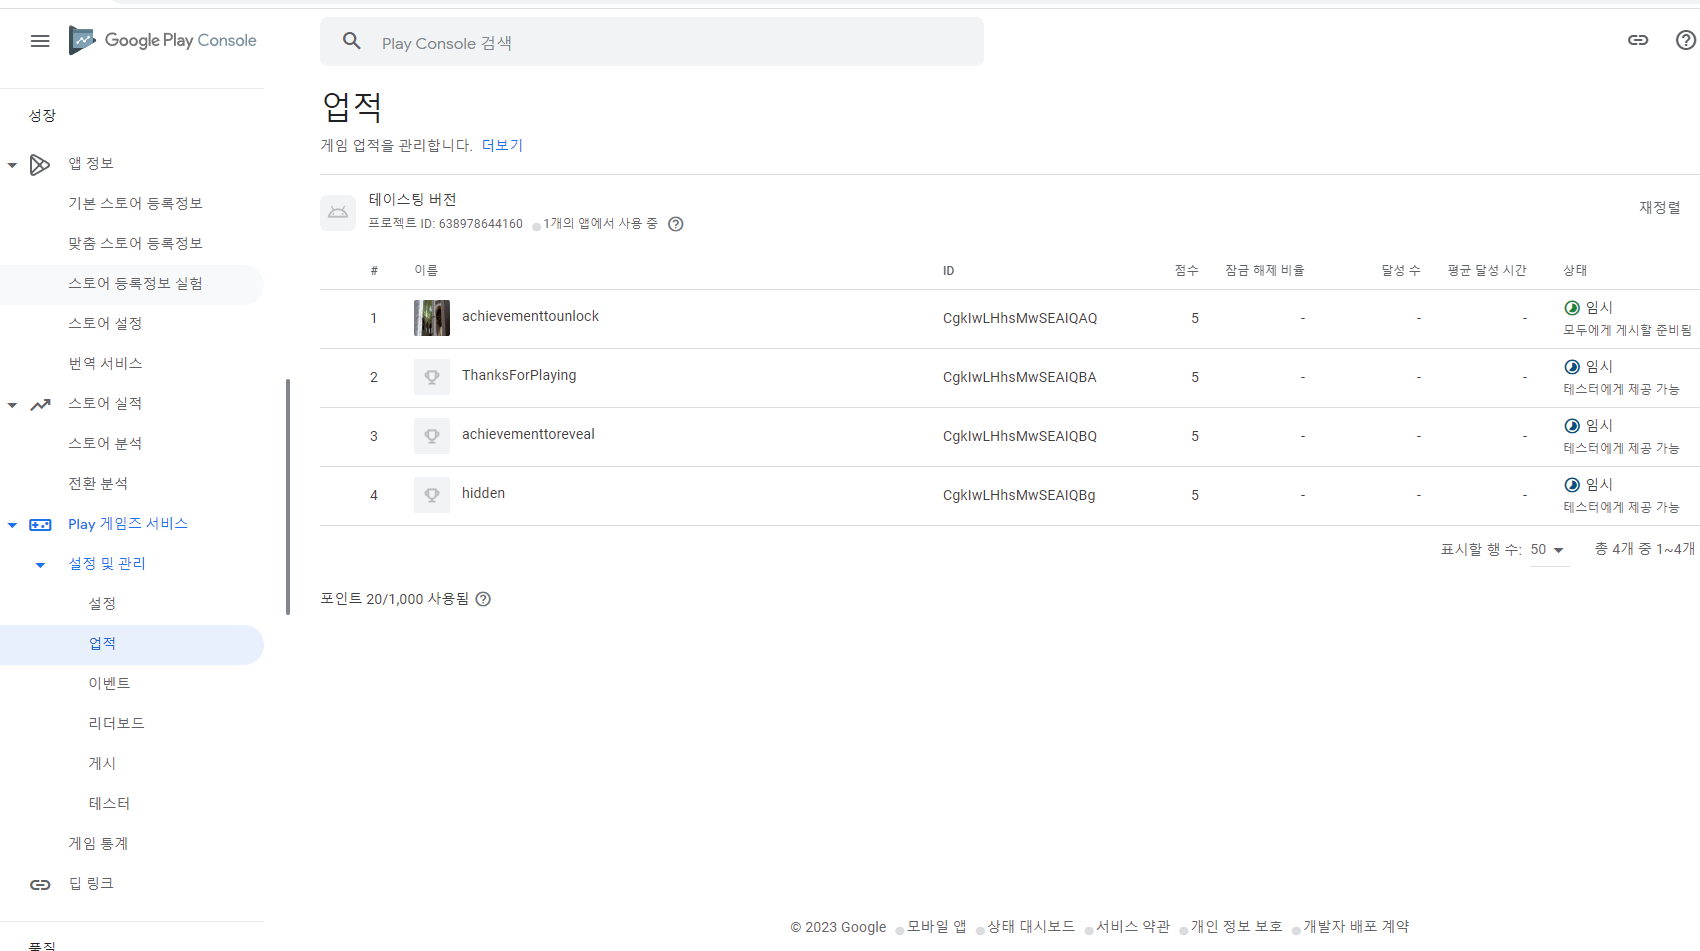 Google Play Console
Play Console 검색
성장
앱 정보
기본 스토어 등록정보
맞춤 스토어 등록정보
스토어 등록정보 실험
스토어 설정
번역 서비스
스토어 실적
스토어 분석
전환 분석
Play 게임즈 서비스
설정 및 관리
설정
업적
이벤트
리더보드
게시
테스터
게임 통계
딥 링크
품질
업적
게임 업적을 관리합니다. 더보기
테이스팅 버전
프로젝트 ID: 638978644160 1개의 앱에서 사용 중
재정렬
# 이름 ID 점수 잠금 해제 비율 달성 수 평균 달성 시간 상태
1 achievementtounlock CgkIwLHhsMwSEAIQAQ 5 - - - 임시
모두에게 게시할 준비됨
2 ThanksForPlaying CgkIwLHhsMwSEAIQBA 5 - - - 임시
테스터에게 제공 가능
3 achievementtoreveal CgkIwLHhsMwSEAIQBQ 5 - - - 임시
테스터에게 제공 가능
4 hidden CgkIwLHhsMwSEAIQBg 5 - - - 임시
테스터에게 제공 가능
표시할 행 수: 50 총 4개 중 1~4개
포인트 20/1,000 사용됨
© 2023 Google 모바일 앱 상태 대시보드 서비스 약관 개인 정보 보호 개발자 배포 계약